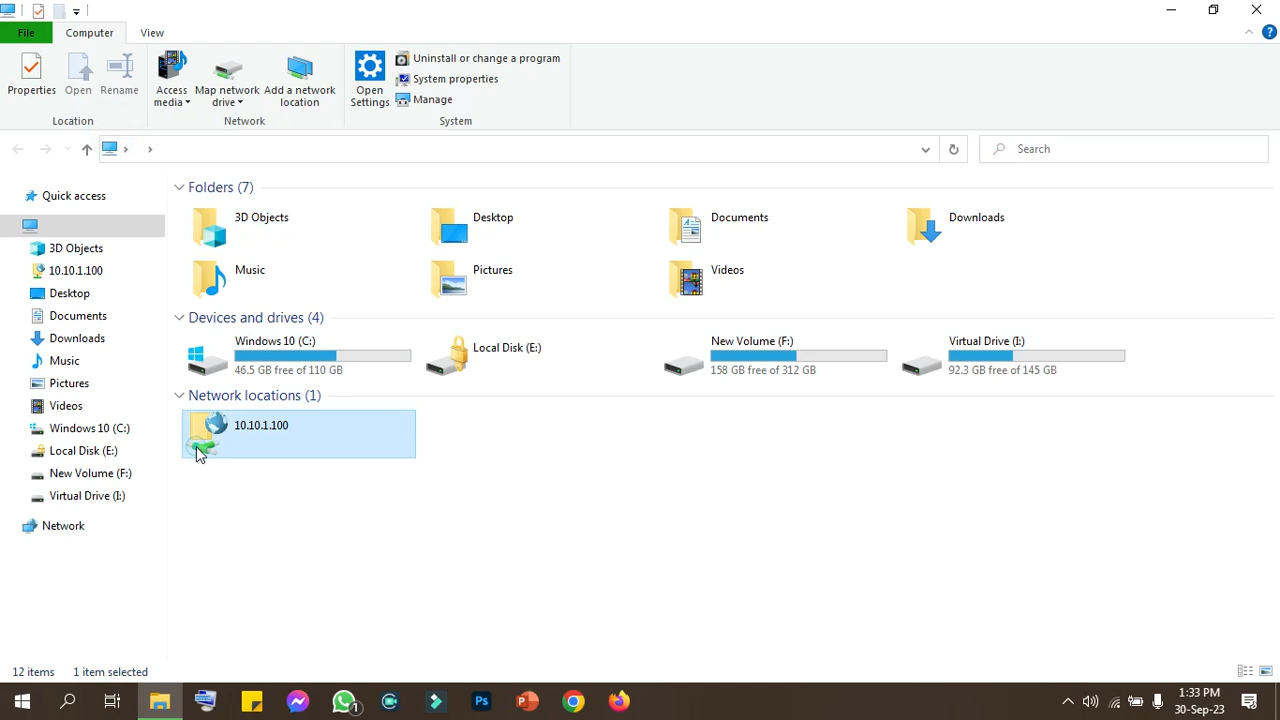 File
Computer
View
Properties
Open
Rename
Access media
Map network drive
Add a network location
Open Settings
Uninstall or change a program
System properties
Manage
Location
Network
System
Search
Quick access
3D Objects
10.10.1.100
Desktop
Documents
Downloads
Music
Pictures
Videos
Windows 10 (C:)
Local Disk (E:)
New Volume (F:)
Virtual Drive (I:)
Network
Folders (7)
3D Objects
Desktop
Documents
Downloads
Music
Pictures
Videos
Devices and drives (4)
Windows 10 (C:)
46.5 GB free of 110 GB
Local Disk (E:)
New Volume (F:)
158 GB free of 312 GB
Virtual Drive (I:)
92.3 GB free of 145 GB
Network locations (1)
10.10.1.100
12 items
1 item selected
Ps
1
1:33 PM
30-Sep-23